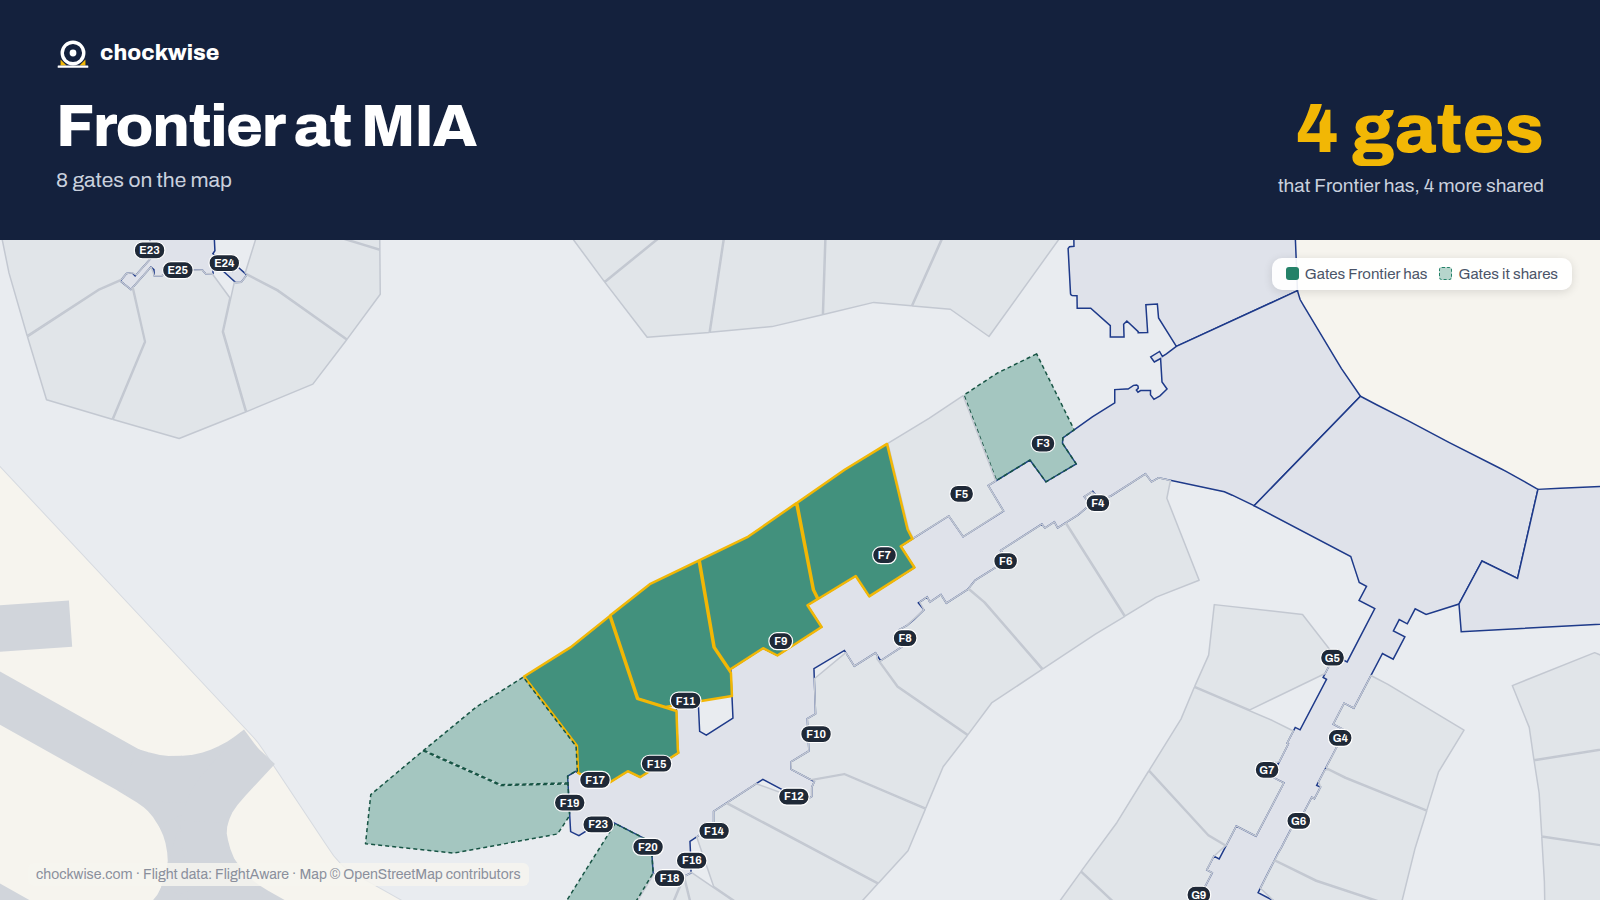 chockwise
Frontier at MIA
8 gates on the map
4 gates
that Frontier has, 4 more shared
Gates Frontier has
Gates it shares
E23
E25
E24
F3
F5
F4
F7
F6
F9
F8
F11
F10
F15
F17
F12
F19
F23
F14
F20
F16
F18
G5
G4
G7
G6
G9
chockwise.com · Flight data: FlightAware · Map © OpenStreetMap contributors